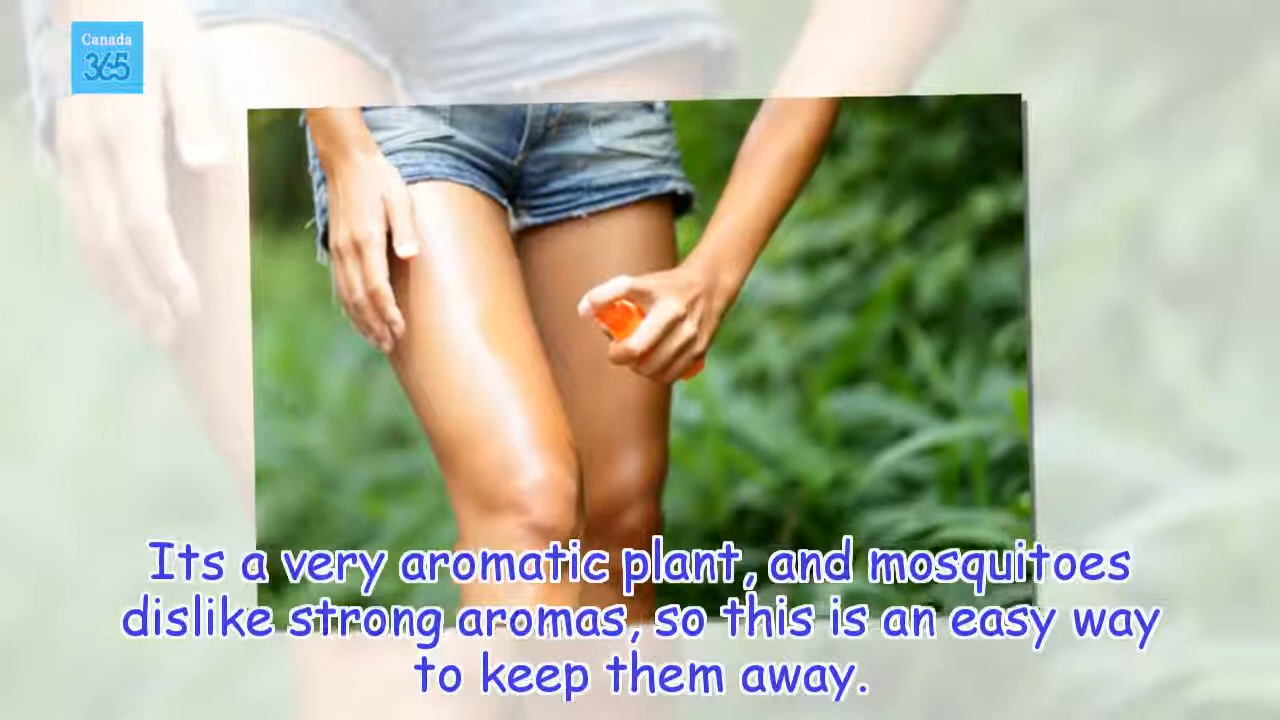 Canada
365
Its a very aromatic plant, and mosquitoes
dislike strong aromas, so this is an easy way
to keep them away.